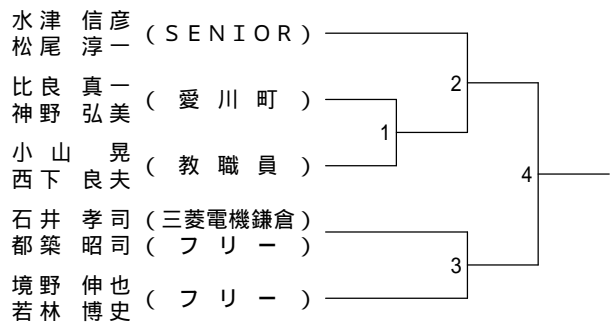 水津 信彦 (SENIOR)
松尾 淳一
比良 真一 (愛川町)
神野 弘美
小山 晃 (教職員)
西下 良夫
石井 孝司 (三菱電機鎌倉)
都築 昭司 (フリー)
境野 伸也 (フリー)
若林 博史
2
1
4
3